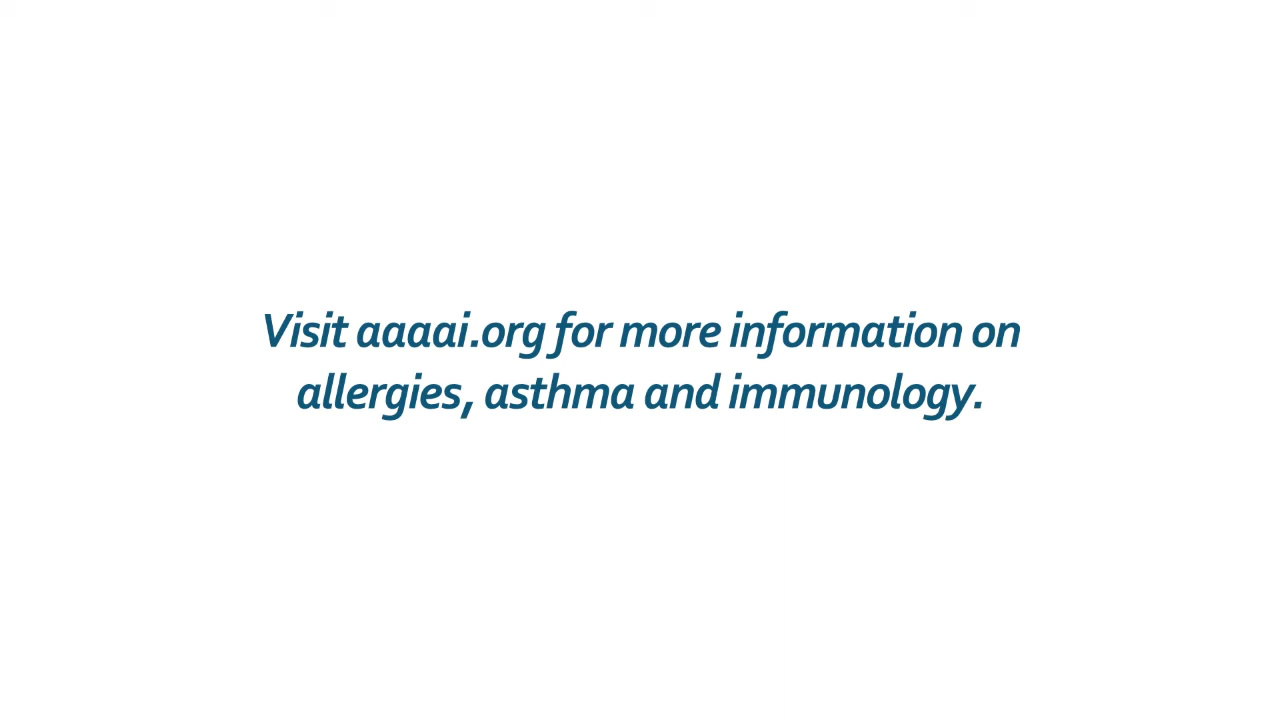 Visit aaaai.org for more information on
allergies, asthma and immunology.